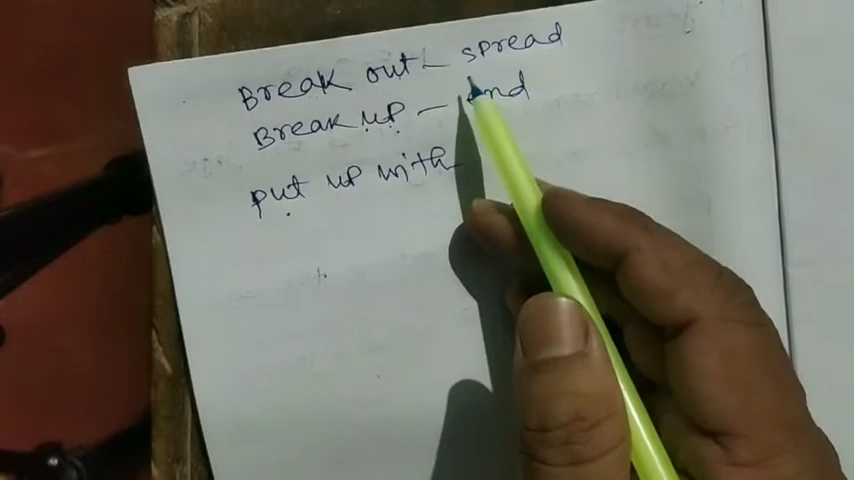 Break out - spread
Break up - end
put up with